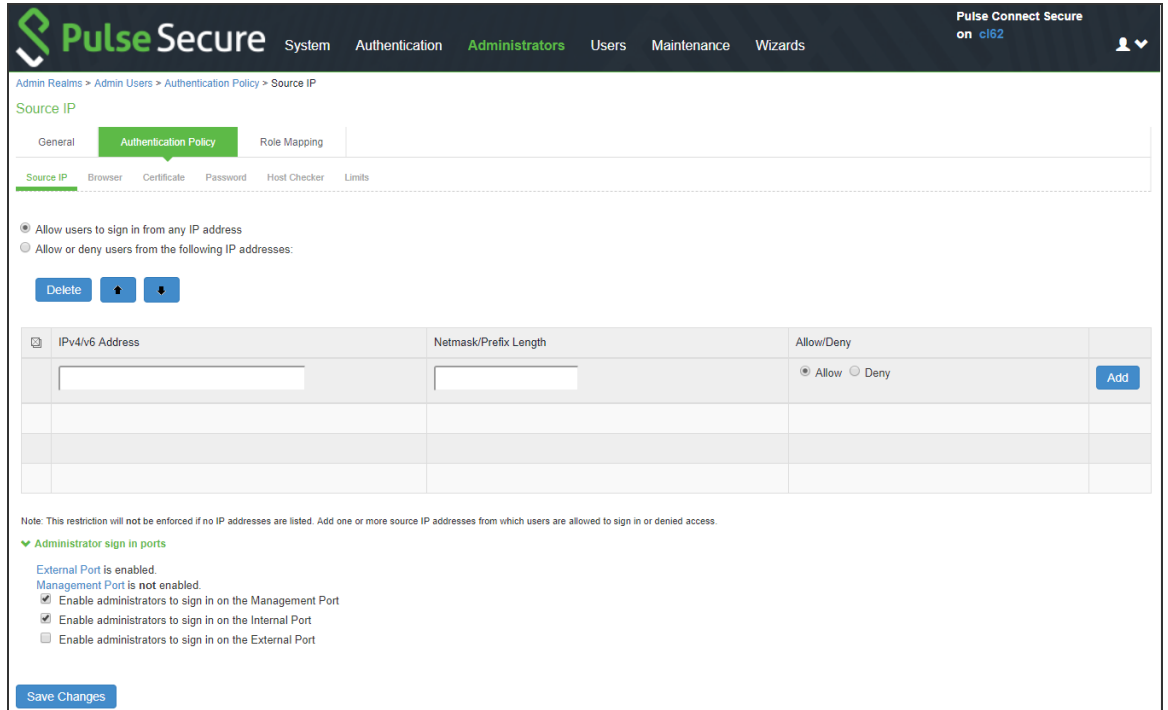 Pulse Secure
System Authentication Administrators Users Maintenance Wizards
Pulse Connect Secure
on cl62
Admin Realms > Admin Users > Authentication Policy > Source IP
Source IP
General Authentication Policy Role Mapping
Source IP Browser Certificate Password Host Checker Limits
Allow users to sign in from any IP address
Allow or deny users from the following IP addresses:
Delete
IPv4/v6 Address Netmask/Prefix Length Allow/Deny
Allow Deny Add
Note: This restriction will not be enforced if no IP addresses are listed. Add one or more source IP addresses from which users are allowed to sign in or denied access.
Administrator sign in ports
External Port is enabled.
Management Port is not enabled.
Enable administrators to sign in on the Management Port
Enable administrators to sign in on the Internal Port
Enable administrators to sign in on the External Port
Save Changes